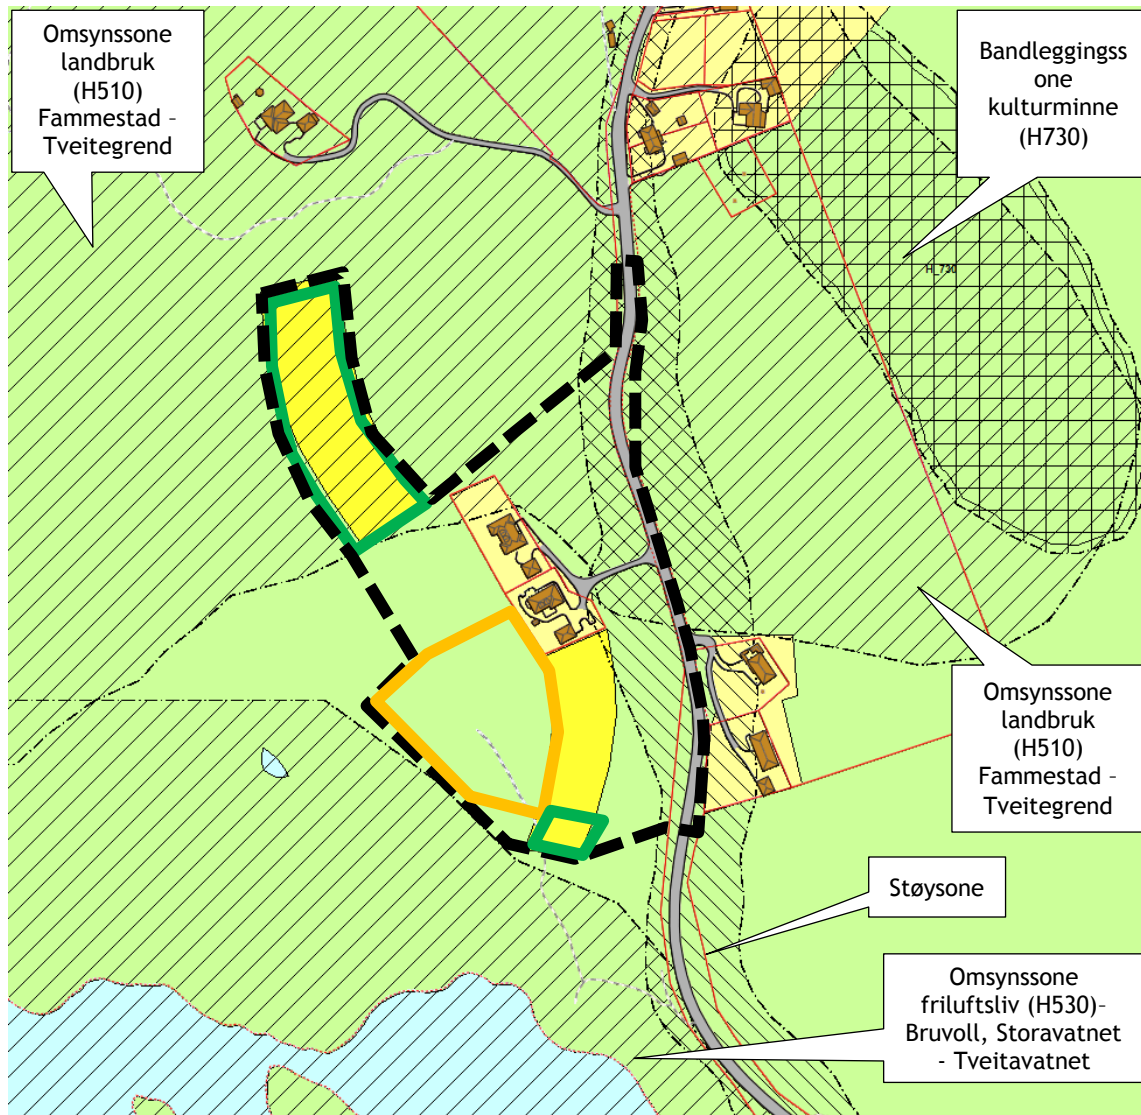 Omsynssone
landbruk
(H510)
Fammestad -
Tveitegrend
Bandleggingss
one
kulturminne
(H730)
H_730
Omsynssone
landbruk
(H510)
Fammestad -
Tveitegrend
Støysone
Omsynssone
friluftsliv (H530)-
Bruvoll, Storavatnet
- Tveitavatnet